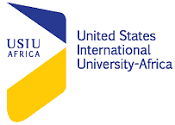 USIU
AFRICA
United States
International
University-Africa